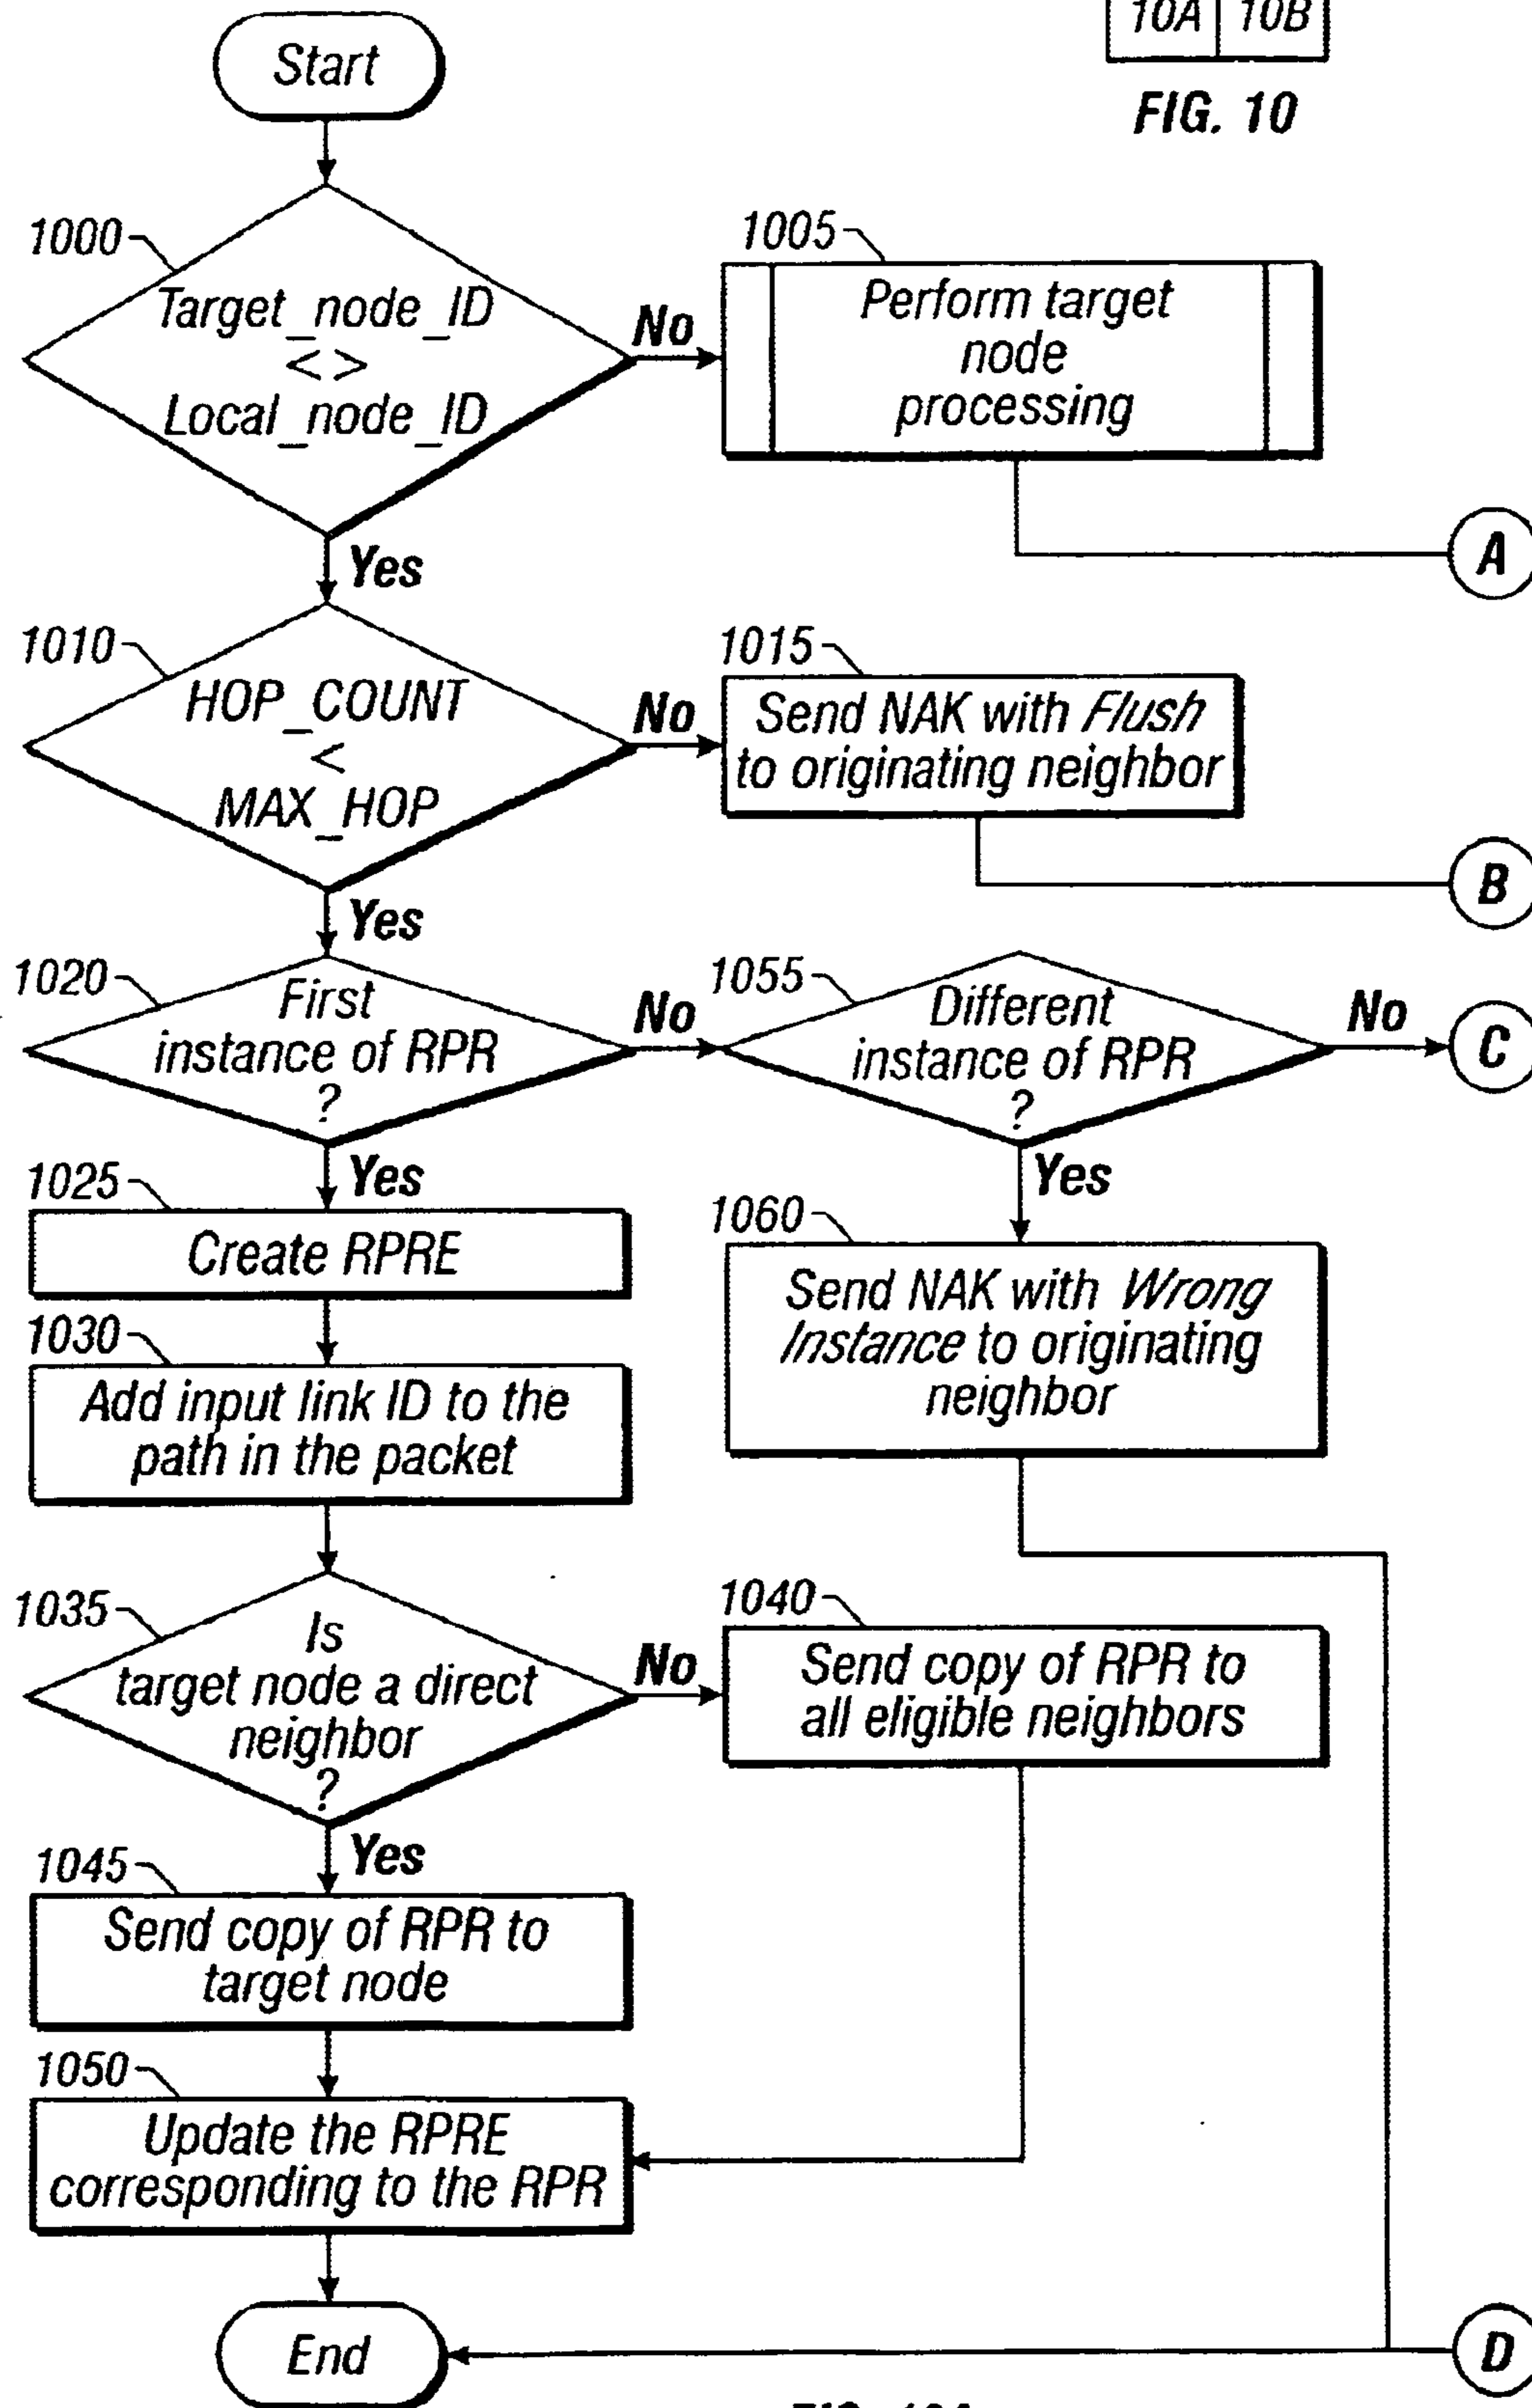 10A 10B
FIG. 10
Start
1000
Target_node_ID
<>
Local_node_ID
No
1005
Perform target
node
processing
A
Yes
1010
HOP_COUNT
<
MAX_HOP
No
1015
Send NAK with Flush
to originating neighbor
B
Yes
1020
First
instance of RPR
?
No
1055
Different
instance of RPR
?
No
C
Yes
1025
Create RPRE
Yes
1060
Send NAK with Wrong
Instance to originating
neighbor
1030
Add input link ID to the
path in the packet
1035
Is
target node a direct
neighbor
?
No
1040
Send copy of RPR to
all eligible neighbors
Yes
1045
Send copy of RPR to
target node
1050
Update the RPRE
corresponding to the RPR
End
D